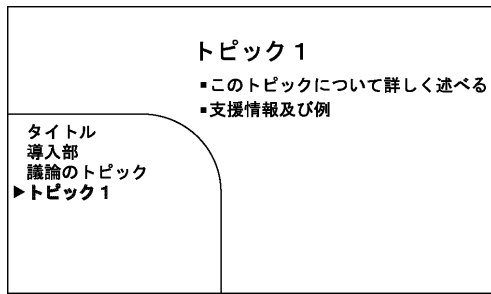 トピック 1
▪このトピックについて詳しく述べる
▪支援情報及び例
タイトル
導入部
議論のトピック
▶トピック 1